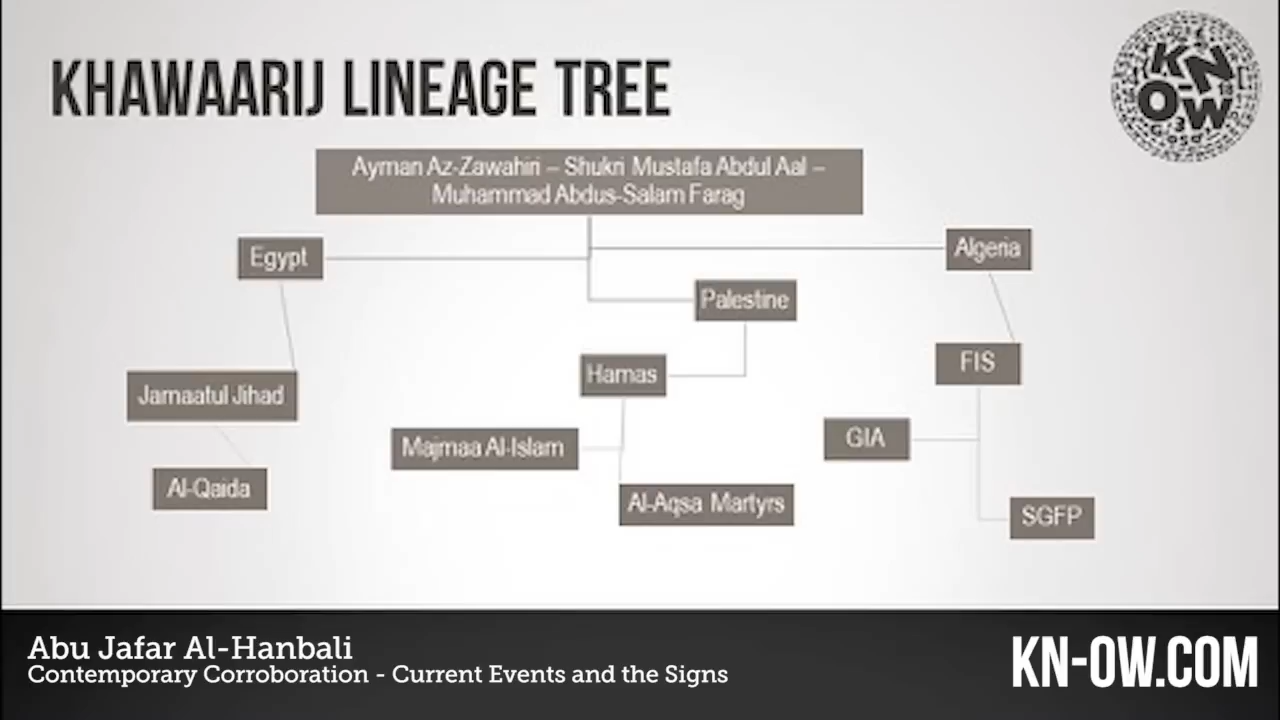 KHAWAARIJ LINEAGE TREE
KN
OW
Ayman Az-Zawahiri – Shukri Mustafa Abdul Aal –
Muhammad Abdus-Salam Farag
Egypt
Algeria
Palestine
Hamas
FIS
Jamaatul Jihad
Majmaa Al-Islam
GIA
Al-Qaida
Al-Aqsa Martyrs
SGFP
Abu Jafar Al-Hanbali
Contemporary Corroboration - Current Events and the Signs
KN-OW.COM